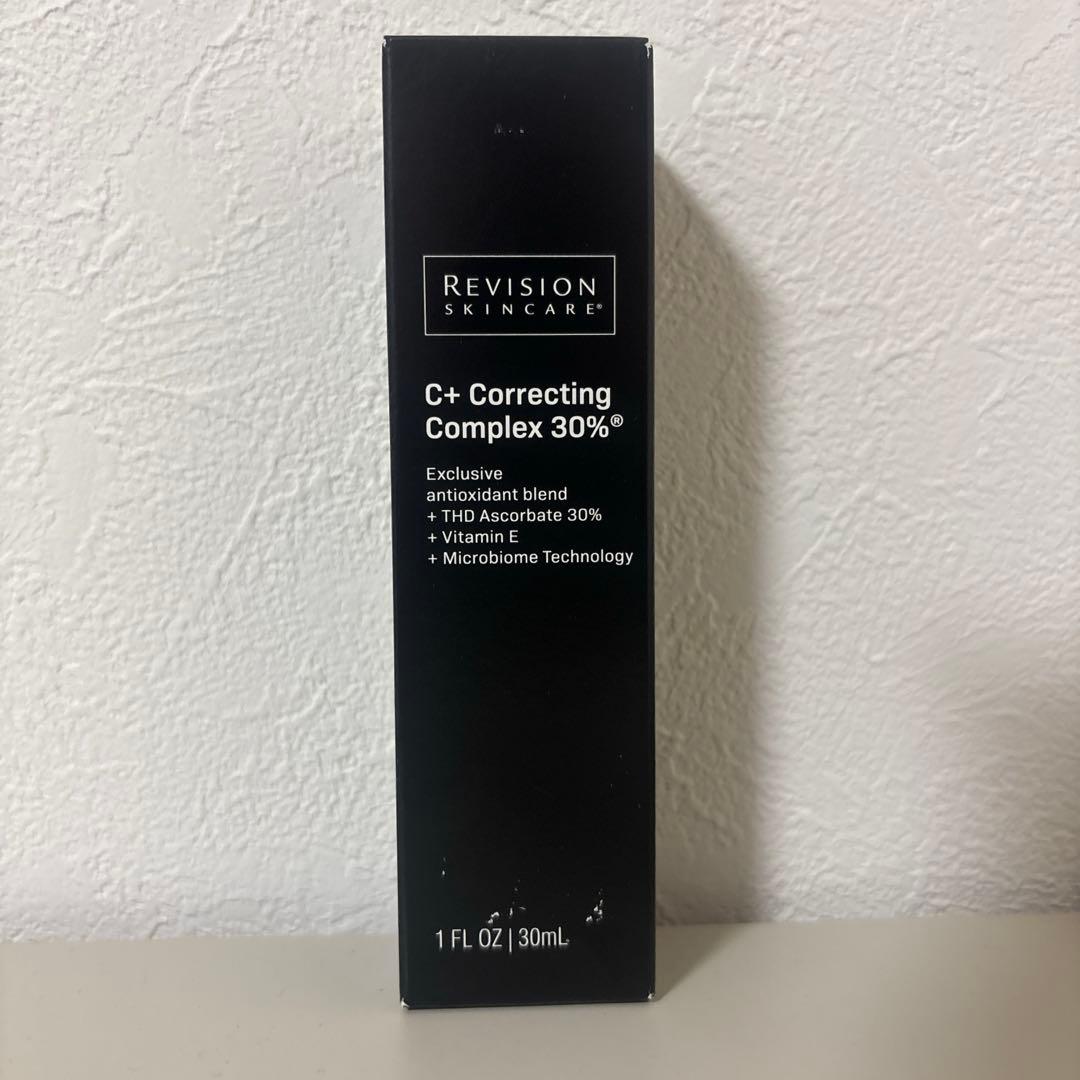 REVISION
SKINCARE®
C+ Correcting
Complex 30%®
Exclusive
antioxidant blend
+ THD Ascorbate 30%
+ Vitamin E
+ Microbiome Technology
1 FL OZ | 30mL